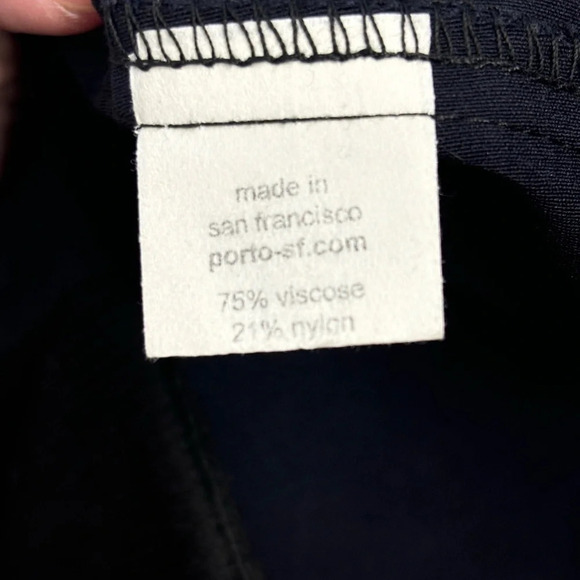 made in
san francisco
porto-sf.com
75% viscose
21% nylon